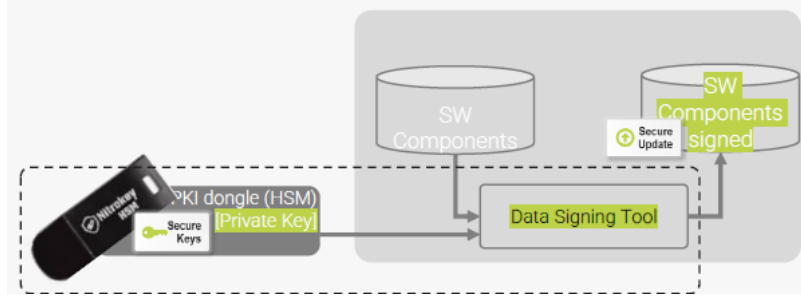 SW
Components
SW
Components
signed
Secure
Update
Nitrokey
HSM
PKI dongle (HSM)
[Private Key]
Secure
Keys
Data Signing Tool